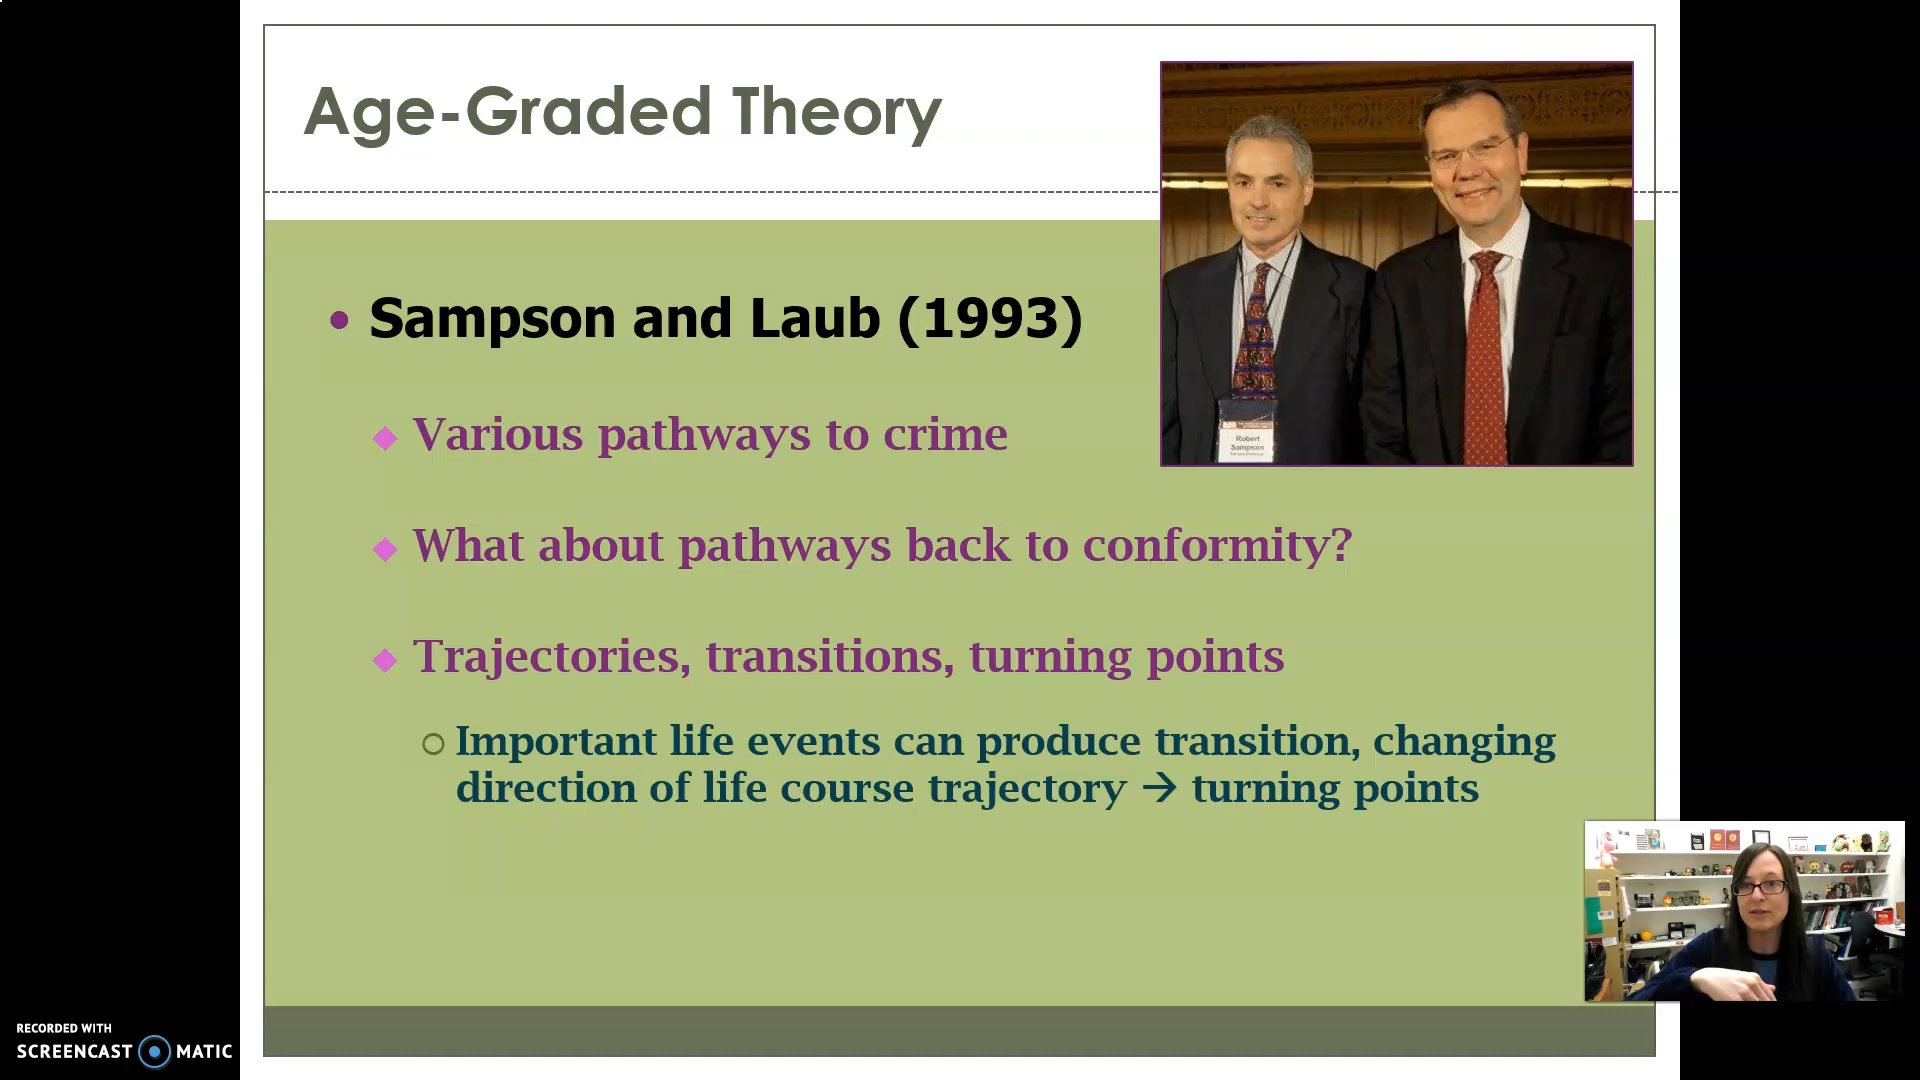 Age-Graded Theory
Sampson and Laub (1993)
Various pathways to crime
What about pathways back to conformity?
Trajectories, transitions, turning points
Important life events can produce transition, changing
direction of life course trajectory → turning points
Robert
Sampson
RECORDED WITH
SCREENCAST MATIC